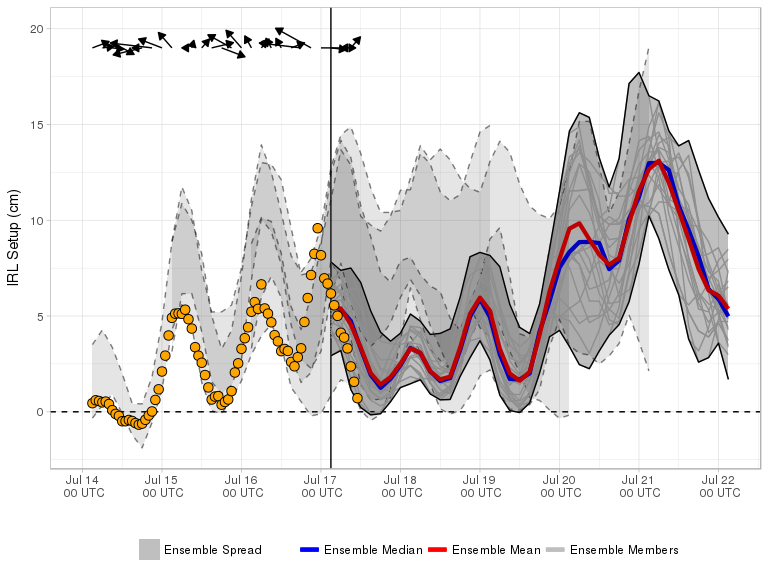 20
15
10
5
0
IRL Setup (cm)
Jul 14 Jul 15 Jul 16 Jul 17 Jul 18 Jul 19 Jul 20 Jul 21 Jul 22
00 UTC 00 UTC 00 UTC 00 UTC 00 UTC 00 UTC 00 UTC 00 UTC 00 UTC
Ensemble Spread Ensemble Median Ensemble Mean Ensemble Members